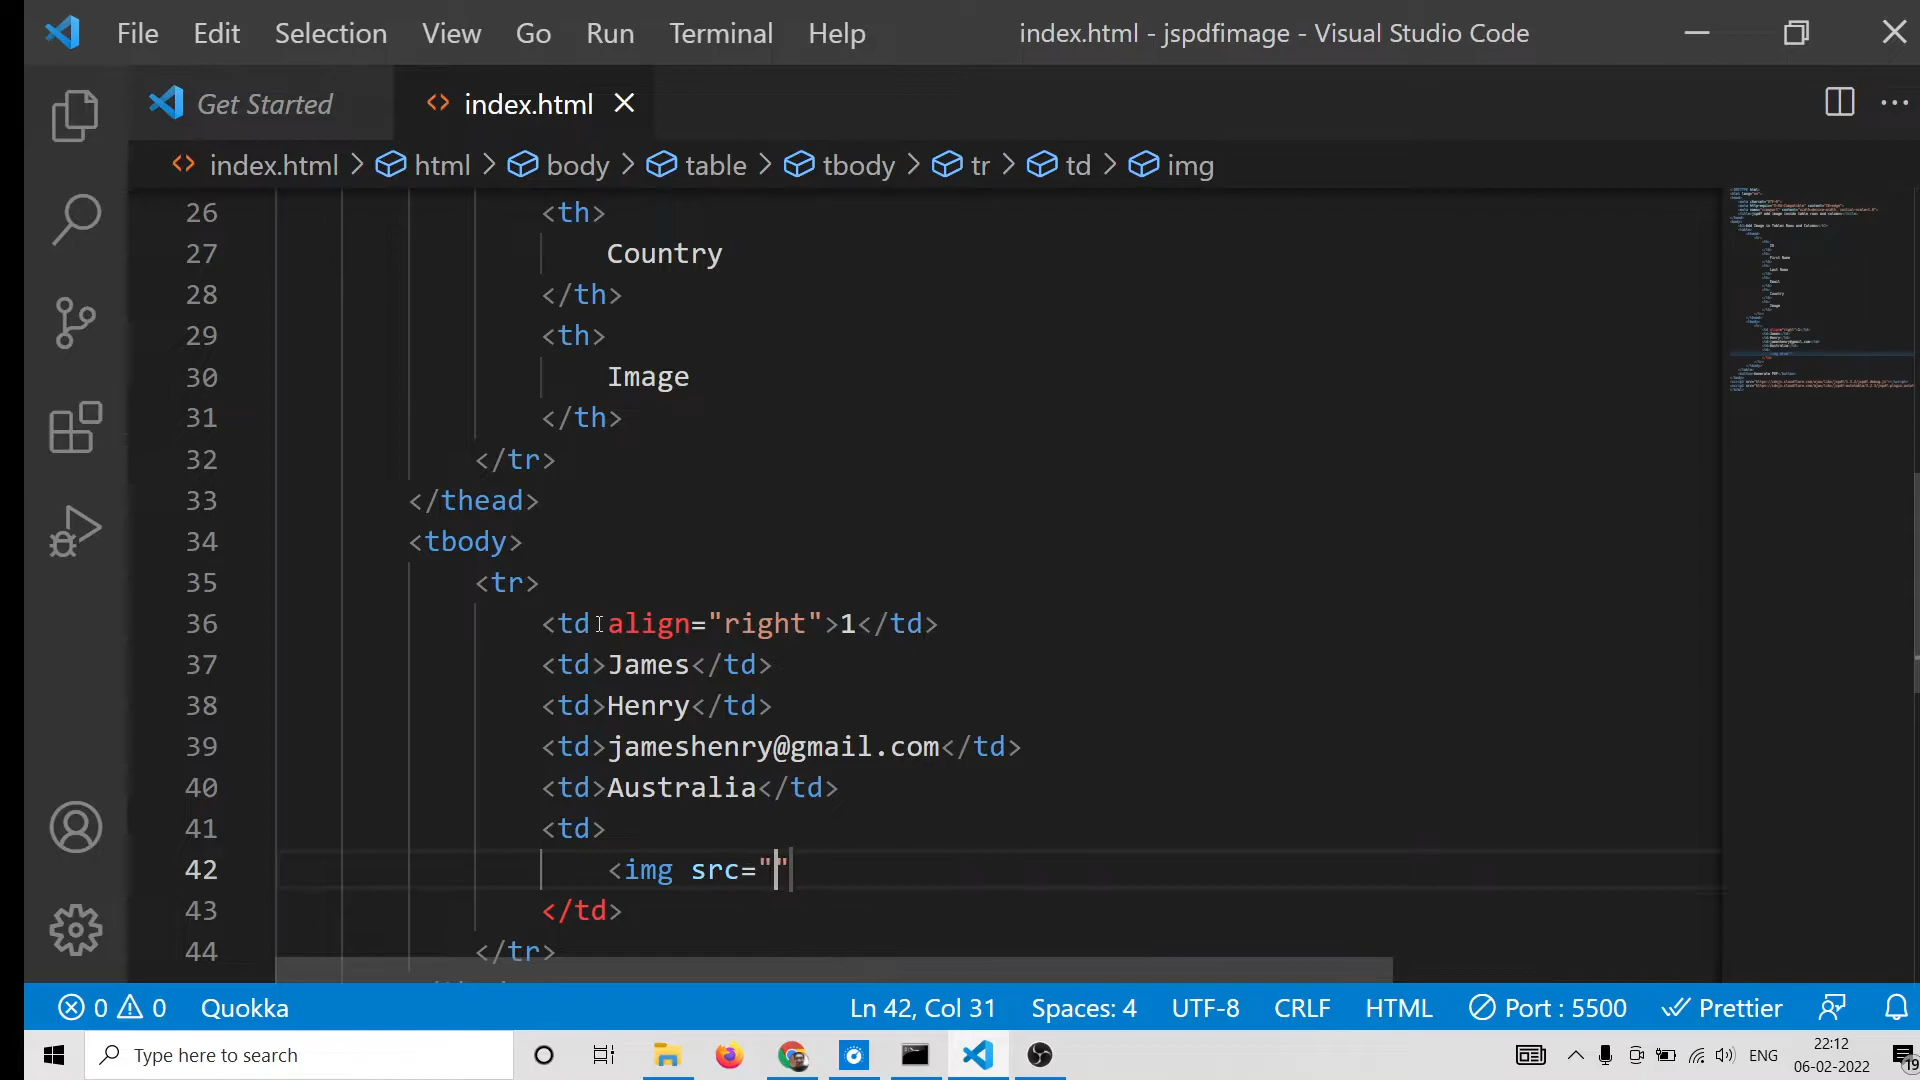 File Edit Selection View Go Run Terminal Help index.html - jspdfimage - Visual Studio Code
Get Started index.html
index.html > html > body > table > tbody > tr > td > img
26 <th>
27 Country
28 </th>
29 <th>
30 Image
31 </th>
32 </tr>
33 </thead>
34 <tbody>
35 <tr>
36 <td align="right">1</td>
37 <td>James</td>
38 <td>Henry</td>
39 <td>jameshenry@gmail.com</td>
40 <td>Australia</td>
41 <td>
42 <img src=""
43 </td>
44 </tr>
0 0 Quokka Ln 42, Col 31 Spaces: 4 UTF-8 CRLF HTML Port : 5500 Prettier
Type here to search ENG 22:12
06-02-2022 19